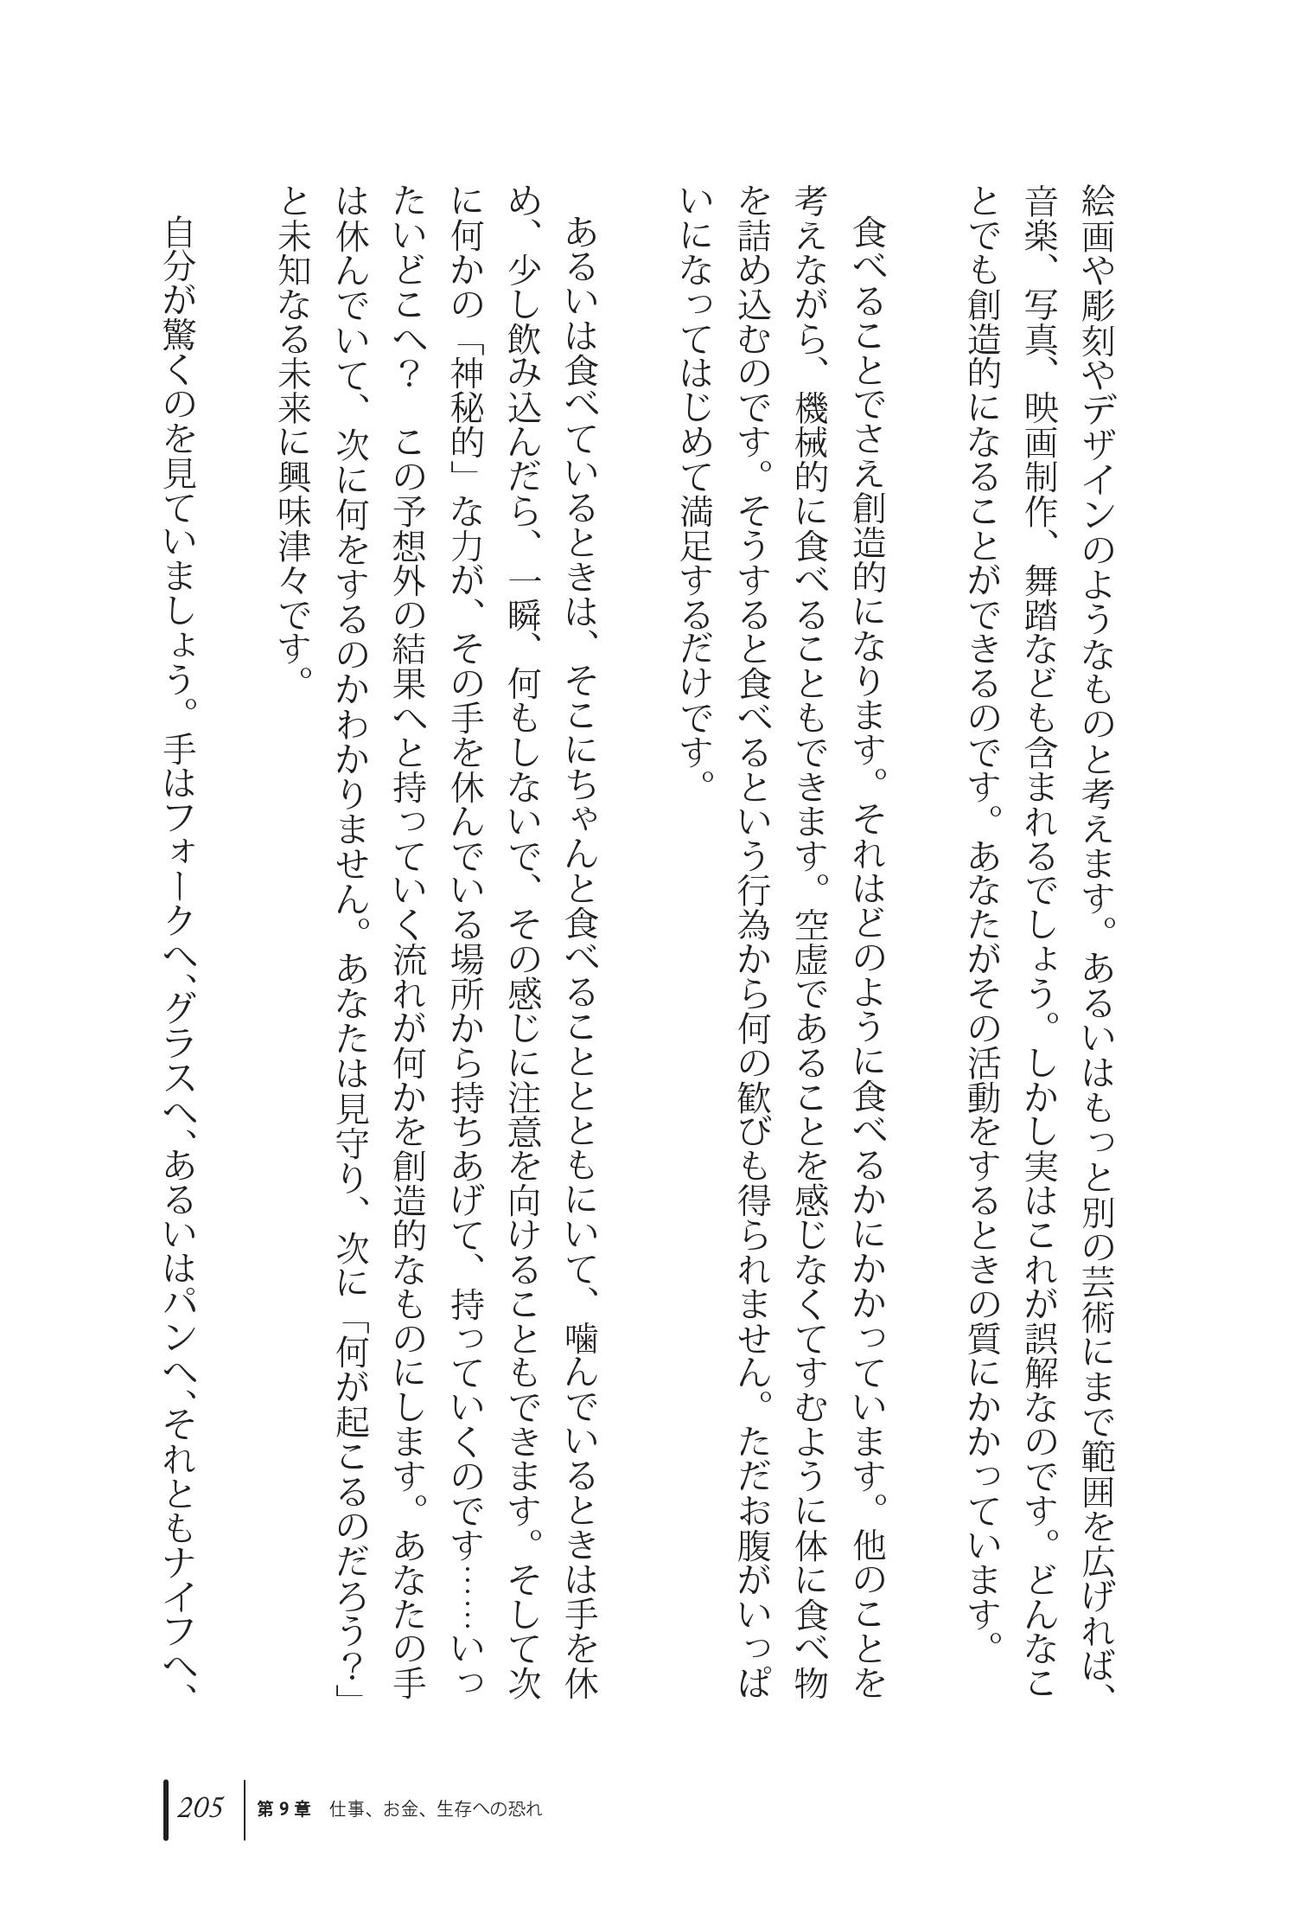 絵画や彫刻やデザインのようなものと考えます。あるいはもっと別の芸術にまで範囲を広げれば、
音楽、写真、映画制作、舞踏なども含まれるでしょう。しかし実はこれが誤解なのです。どんなこ
とでも創造的になることができるのです。あなたがその活動をするときの質にかかっています。
食べることでさえ創造的になります。それはどのように食べるかにかかっています。他のことを
考えながら、機械的に食べることもできます。空虚であることを感じなくてすむように体に食べ物
を詰め込むのです。そうすると食べるという行為から何の歓びも得られません。ただお腹がいっぱ
いになってはじめて満足するだけです。
あるいは食べているときは、そこにちゃんと食べることとともにいて、噛んでいるときは手を休
め、少し飲み込んだら、一瞬、何もしないで、その感じに注意を向けることもできます。そして次
に何かの「神秘的」な力が、その手を休んでいる場所から持ちあげて、持っていくのです……いっ
たいどこへ？　この予想外の結果へと持っていく流れが何かを創造的なものにします。あなたの手
は休んでいて、次に何をするのかわかりません。あなたは見守り、次に「何が起こるのだろう？」
と未知なる未来に興味津々です。
自分が驚くのを見ていましょう。手はフォークへ、グラスへ、あるいはパンへ、それともナイフへ、
205 第9章　仕事、お金、生存への恐れ